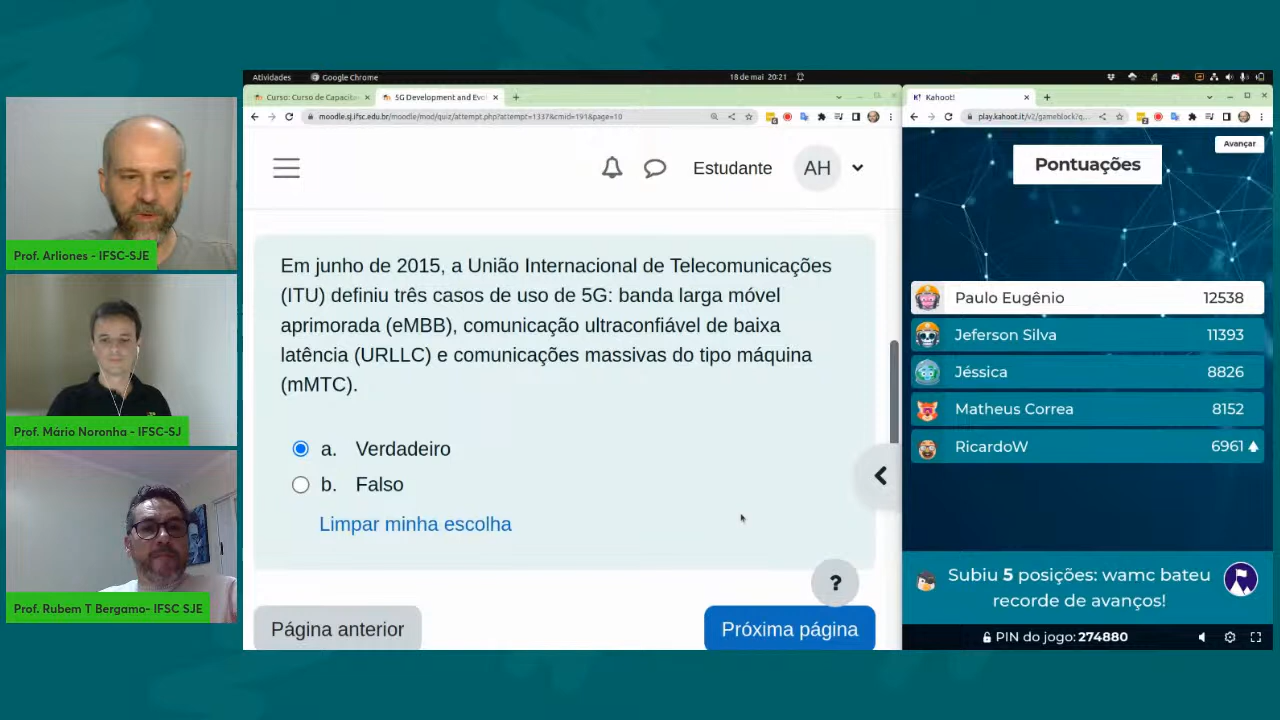 Prof. Arliones - IFSC-SJE
Prof. Mário Noronha - IFSC-SJ
Prof. Rubem T Bergamo- IFSC SJE
Atividades
Google Chrome
18 de mai 20:21
Curso: Curso de Capacita
5G Development and Evo
moodle.sj.ifsc.edu.br/moodle/mod/quiz/attempt.php?attempt=1337&cmid=191&page=10
Estudante
AH
Em junho de 2015, a União Internacional de Telecomunicações
(ITU) definiu três casos de uso de 5G: banda larga móvel
aprimorada (eMBB), comunicação ultraconfiável de baixa
latência (URLLC) e comunicações massivas do tipo máquina
(mMTC).
a. Verdadeiro
b. Falso
Limpar minha escolha
?
Página anterior
Próxima página
Kahoot!
play.kahoot.it/v2/gameblock/q...
Avançar
Pontuações
Paulo Eugênio 12538
Jeferson Silva 11393
Jéssica 8826
Matheus Correa 8152
RicardoW 6961
Subiu 5 posições: wamc bateu
recorde de avanços!
PIN do jogo: 274880